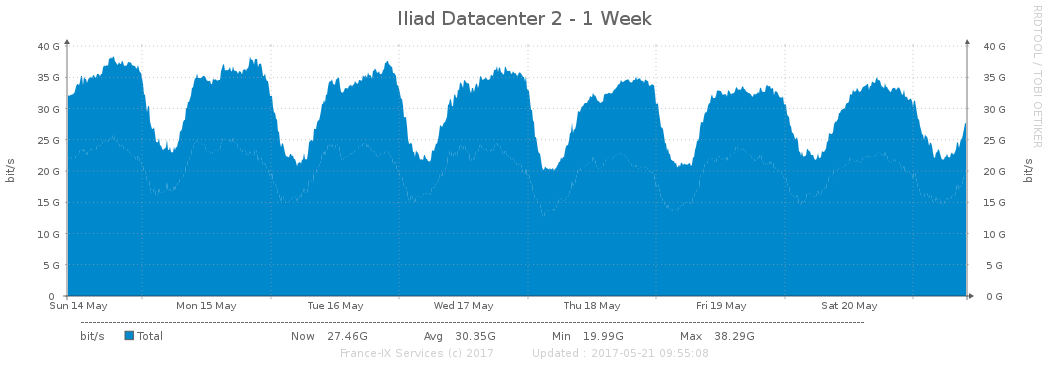 Iliad Datacenter 2 - 1 Week
RRDTOOL / TOBI OETIKER
bit/s
40 G 40 G
35 G 35 G
30 G 30 G
25 G 25 G
20 G 20 G
15 G 15 G
10 G 10 G
5 G 5 G
0 0 G
bit/s
Sun 14 May Mon 15 May Tue 16 May Wed 17 May Thu 18 May Fri 19 May Sat 20 May
bit/s Total Now 27.46G Avg 30.35G Min 19.99G Max 38.29G
France-IX Services (c) 2017 Updated : 2017-05-21 09:55:08